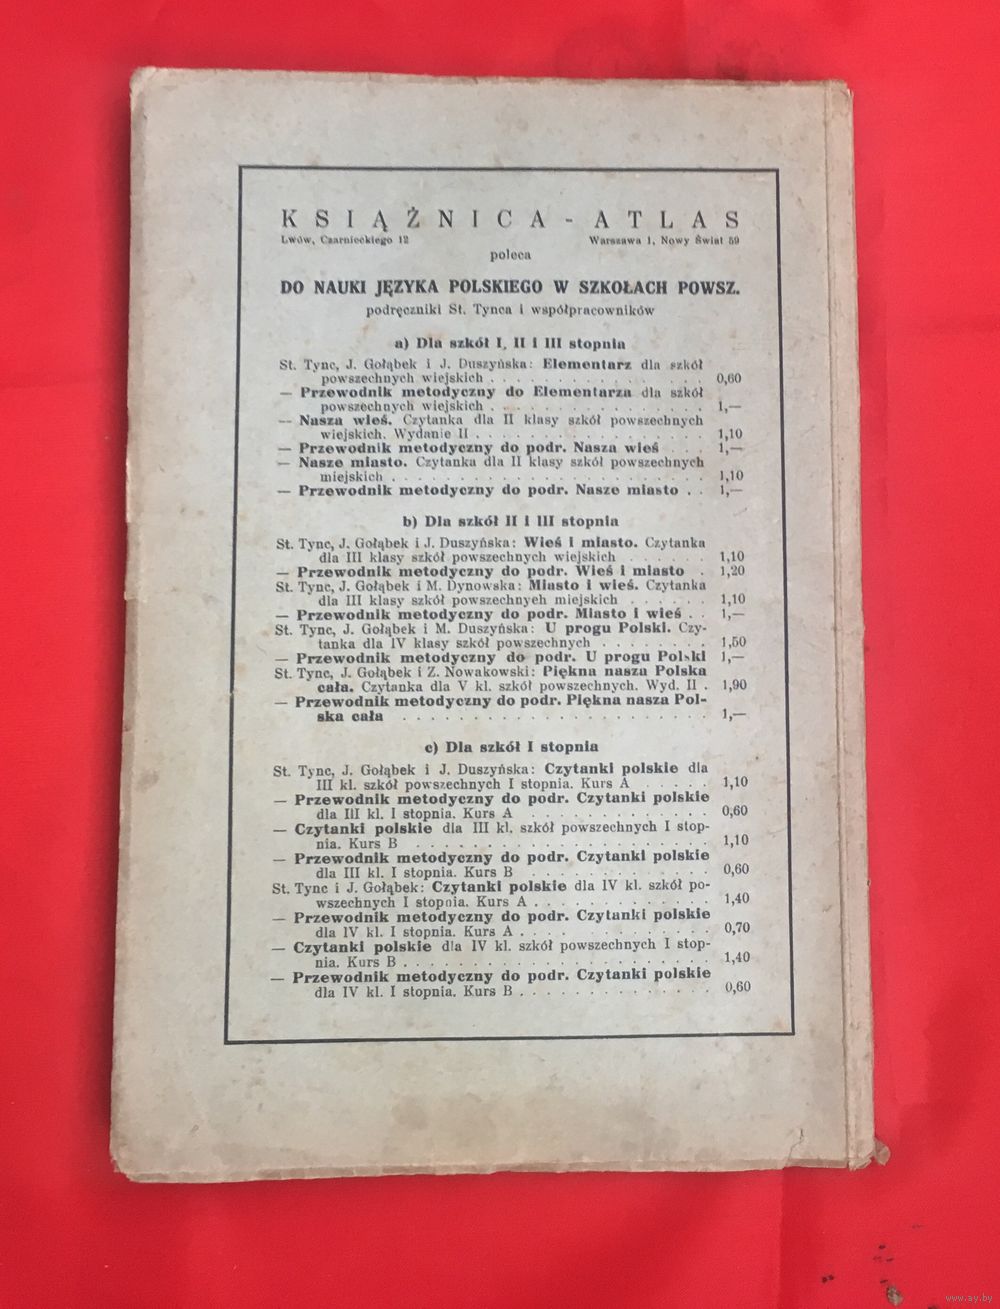 KSIĄŻNICA - ATLAS
Lwów, Czarnieckiego 12 Warszawa 1, Nowy Świat 59
poleca
DO NAUKI JĘZYKA POLSKIEGO W SZKOŁACH POWSZ.
podręczniki St. Tynca i współpracowników
a) Dla szkół I, II i III stopnia
St. Tync, J. Gołąbek i J. Duszyńska: Elementarz dla szkół
powszechnych wiejskich . . . . . . . . . . . . . . . 0,60
— Przewodnik metodyczny do Elementarza dla szkół
powszechnych wiejskich . . . . . . . . . . . . . . . 1,—
— Nasza wieś. Czytanka dla II klasy szkół powszechnych
wiejskich. Wydanie II . . . . . . . . . . . . . . . . 1,10
— Przewodnik metodyczny do podr. Nasza wieś . . . 1,—
— Nasze miasto. Czytanka dla II klasy szkół powszechnych
miejskich . . . . . . . . . . . . . . . . . . . . . . 1,10
— Przewodnik metodyczny do podr. Nasze miasto . . 1,—
b) Dla szkół II i III stopnia
St. Tync, J. Gołąbek i J. Duszyńska: Wieś i miasto. Czytanka
dla III klasy szkół powszechnych wiejskich . . . . . . 1,10
— Przewodnik metodyczny do podr. Wieś i miasto . 1,20
St. Tync, J. Gołąbek i M. Dynowska: Miasto i wieś. Czytanka
dla III klasy szkół powszechnych miejskich . . . . . . 1,10
— Przewodnik metodyczny do podr. Miasto i wieś . . 1,—
St. Tync, J. Gołąbek i M. Duszyńska: U progu Polski. Czy-
tanka dla IV klasy szkół powszechnych . . . . . . . . 1,50
— Przewodnik metodyczny do podr. U progu Polski 1,—
St. Tync, J. Gołąbek i Z. Nowakowski: Piękna nasza Polska
cała. Czytanka dla V kl. szkół powszechnych. Wyd. II . 1,90
— Przewodnik metodyczny do podr. Piękna nasza Pol-
ska cała . . . . . . . . . . . . . . . . . . . . . . 1,—
c) Dla szkół I stopnia
St. Tync, J. Gołąbek i J. Duszyńska: Czytanki polskie dla
III kl. szkół powszechnych I stopnia. Kurs A . . . . . 1,10
— Przewodnik metodyczny do podr. Czytanki polskie
dla III kl. I stopnia. Kurs A . . . . . . . . . . . . . 0,60
— Czytanki polskie dla III kl. szkół powszechnych I stop-
nia. Kurs B . . . . . . . . . . . . . . . . . . . . . 1,10
— Przewodnik metodyczny do podr. Czytanki polskie
dla III kl. I stopnia. Kurs B . . . . . . . . . . . . . 0,60
St. Tync i J. Gołąbek: Czytanki polskie dla IV kl. szkół po-
wszechnych I stopnia. Kurs A . . . . . . . . . . . . . 1,40
— Przewodnik metodyczny do podr. Czytanki polskie
dla IV kl. I stopnia. Kurs A . . . . . . . . . . . . . 0,70
— Czytanki polskie dla IV kl. szkół powszechnych I stop-
nia. Kurs B . . . . . . . . . . . . . . . . . . . . . 1,40
— Przewodnik metodyczny do podr. Czytanki polskie
dla IV kl. I stopnia. Kurs B . . . . . . . . . . . . . 0,60
www.ay.by